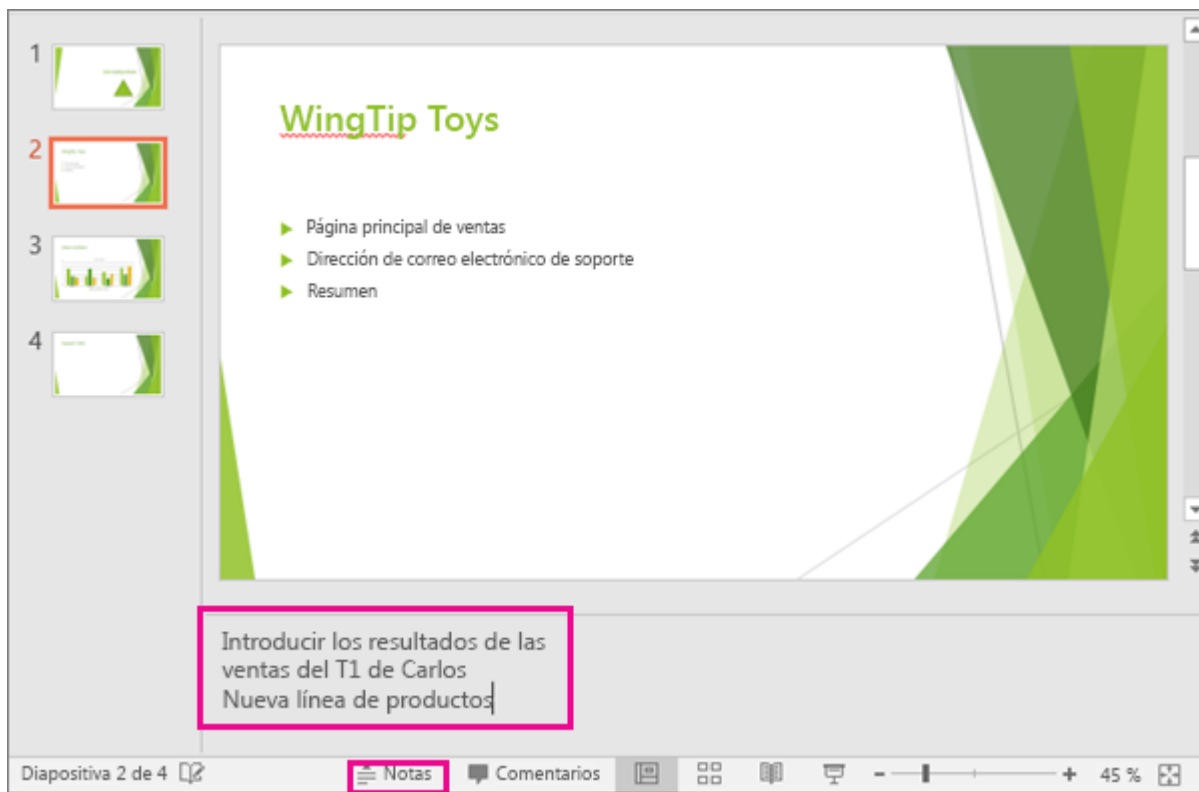 1
2
3
4
WingTip Toys
Página principal de ventas
Dirección de correo electrónico de soporte
Resumen
Introducir los resultados de las
ventas del T1 de Carlos
Nueva línea de productos
Diapositiva 2 de 4 Notas Comentarios 45 %